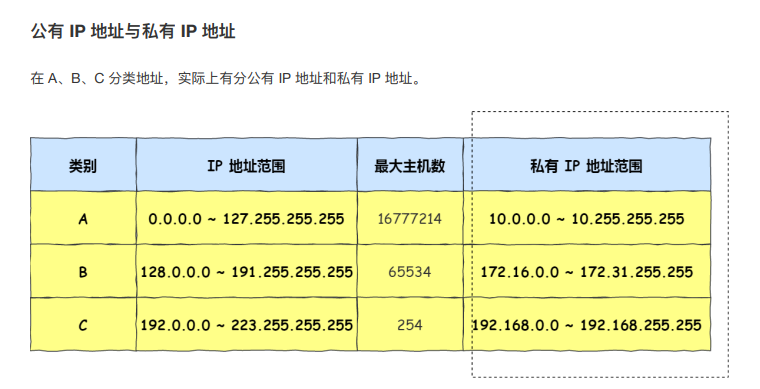 公有 IP 地址与私有 IP 地址
在 A、B、C 分类地址，实际上有分公有 IP 地址和私有 IP 地址。
类别 IP 地址范围 最大主机数 私有 IP 地址范围
A 0.0.0.0 ~ 127.255.255.255 16777214 10.0.0.0 ~ 10.255.255.255
B 128.0.0.0 ~ 191.255.255.255 65534 172.16.0.0 ~ 172.31.255.255
C 192.0.0.0 ~ 223.255.255.255 254 192.168.0.0 ~ 192.168.255.255